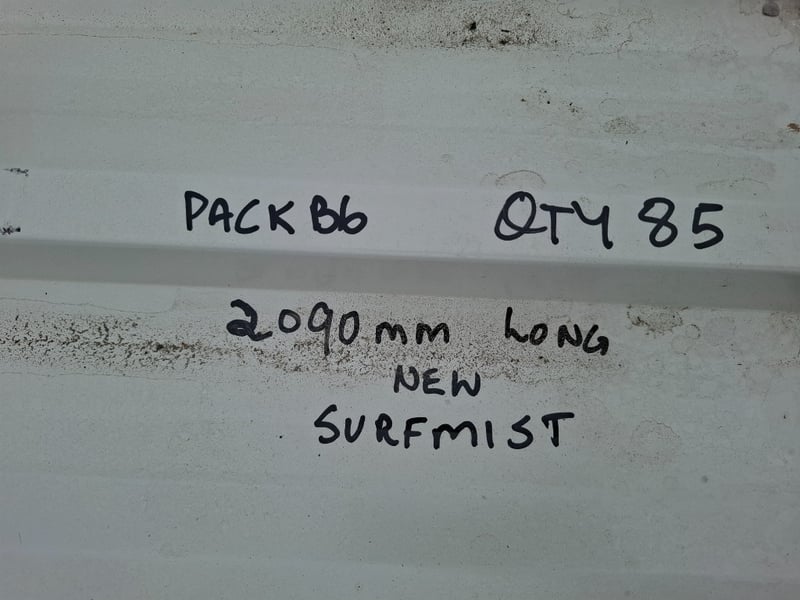 PACK B6 QTY 85
2090mm LONG
NEW
SURFMIST